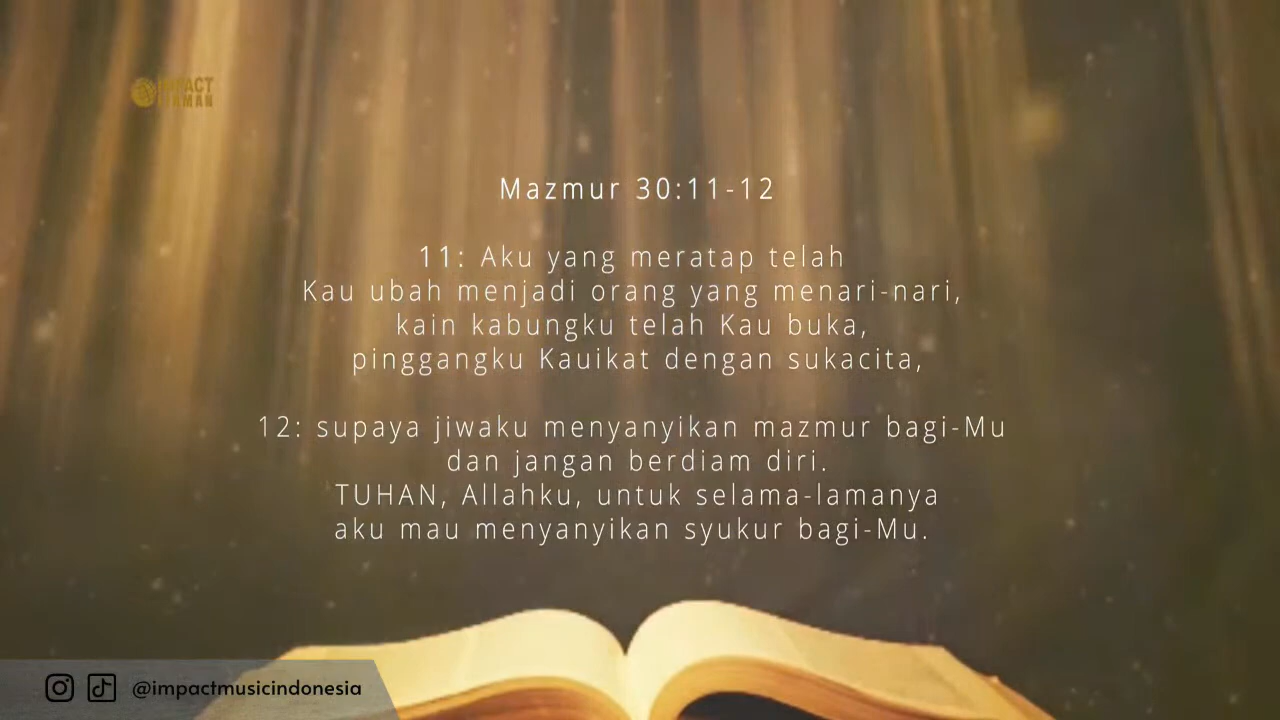 Mazmur 30:11-12
11: Aku yang meratap telah
Kau ubah menjadi orang yang menari-nari,
kain kabungku telah Kau buka,
pinggangku Kauikat dengan sukacita,
12: supaya jiwaku menyanyikan mazmur bagi-Mu
dan jangan berdiam diri.
TUHAN, Allahku, untuk selama-lamanya
aku mau menyanyikan syukur bagi-Mu.
@impactmusicindonesia